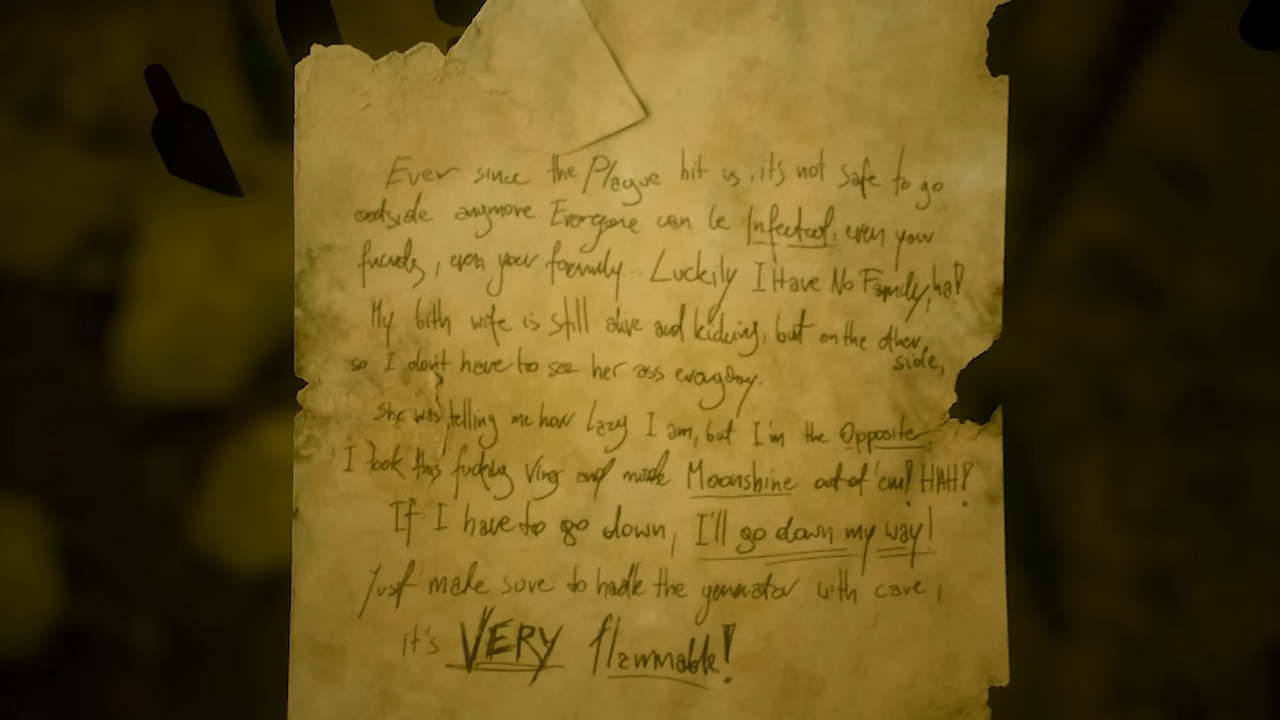 Ever since the Plague hit us, it's not safe to go
outside anymore. Everyone can be Infected, even your
friends, even your family... Luckily I Have No Family, ha!
My 6th wife is still alive and kicking, but on the other side,
so I don't have to see her ass everyday.
She was telling me how Lazy I am, but I'm the Opposite
I took this fucking Vines and made Moonshine out of 'em! HAH!
If I have to go down, I'll go down my way!
Just make sure to hadle the generator with care,
it's VERY flammable!